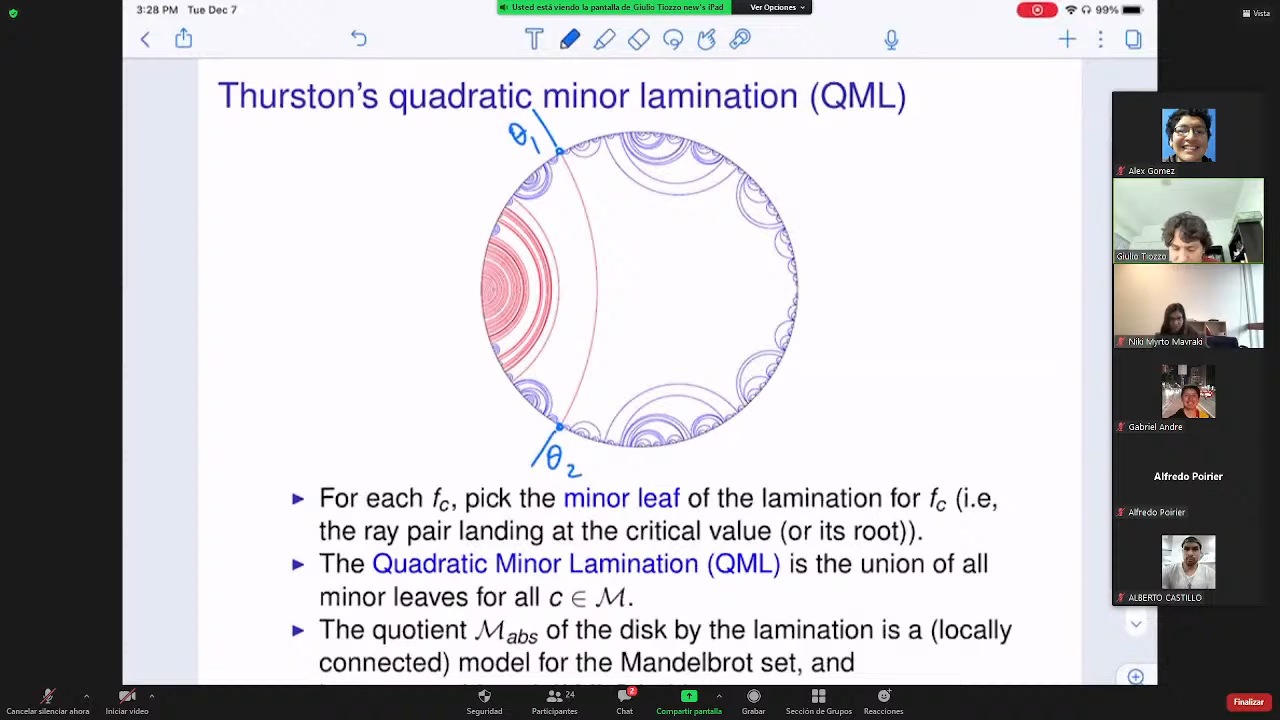 3:28 PM Tue Dec 7
Usted está viendo la pantalla de Giulio Tiozzo new's iPad
Ver Opciones
99%
Vista
Thurston's quadratic minor lamination (QML)
θ1
θ2
► For each fc, pick the minor leaf of the lamination for fc (i.e,
the ray pair landing at the critical value (or its root)).
► The Quadratic Minor Lamination (QML) is the union of all
minor leaves for all c ∈ M.
► The quotient Mabs of the disk by the lamination is a (locally
connected) model for the Mandelbrot set, and
Alex Gomez
Giulio Tiozzo
Niki Myrto Mavraki
Gabriel Andre
Alfredo Poirier
Alfredo Poirier
ALBERTO CASTILLO
Cancelar silenciar ahora
Iniciar video
Seguridad
24
Participantes
2
Chat
Compartir pantalla
Grabar
Sección de Grupos
Reacciones
Finalizar